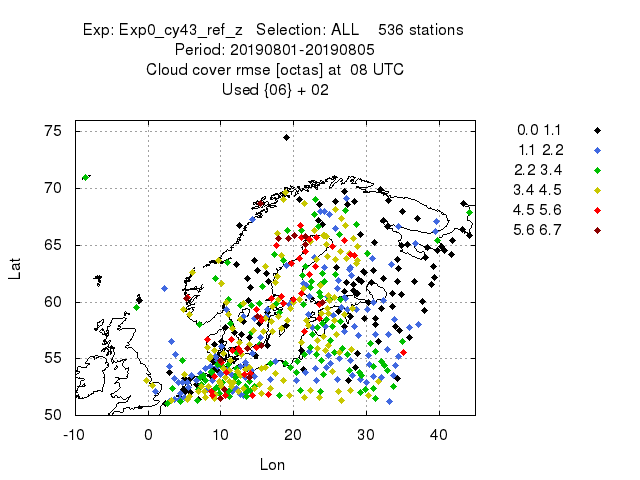 Exp: Exp0_cy43_ref_z Selection: ALL 536 stations
Period: 20190801-20190805
Cloud cover rmse [octas] at 08 UTC
Used {06} + 02
0.0 1.1
1.1 2.2
2.2 3.4
3.4 4.5
4.5 5.6
5.6 6.7
75
70
65
60
55
50
Lat
-10 0 10 20 30 40
Lon